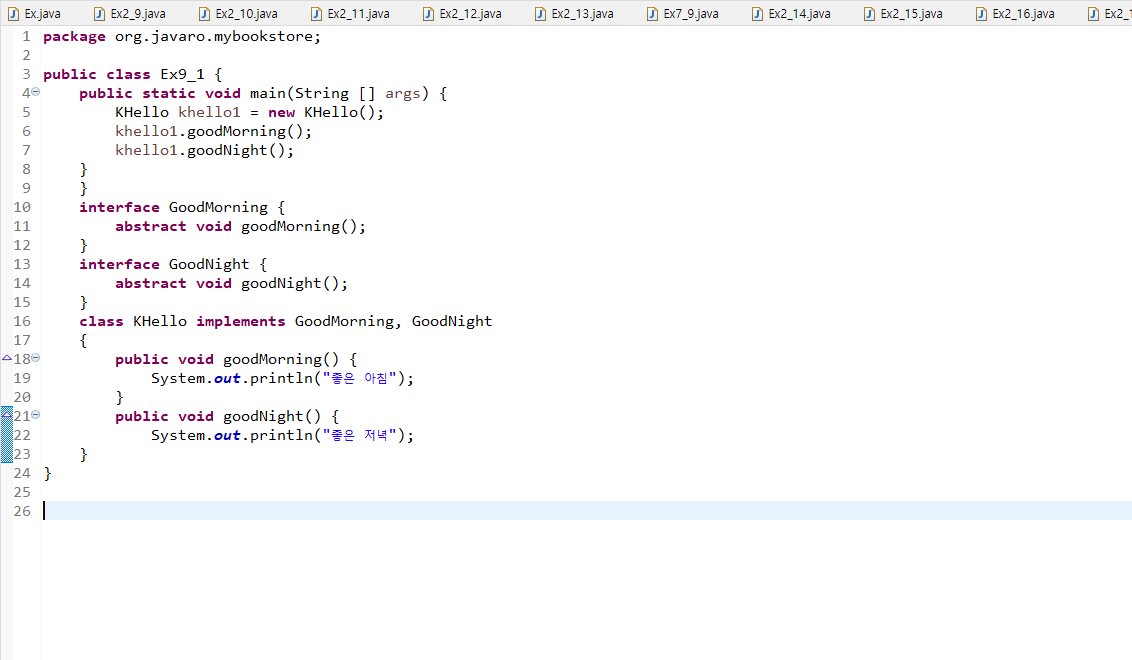 Ex.java Ex2_9.java Ex2_10.java Ex2_11.java Ex2_12.java Ex2_13.java Ex7_9.java Ex2_14.java Ex2_15.java Ex2_16.java Ex2_1
1 package org.javaro.mybookstore;
2
3 public class Ex9_1 {
4 public static void main(String [] args) {
5 KHello khello1 = new KHello();
6 khello1.goodMorning();
7 khello1.goodNight();
8 }
9 }
10 interface GoodMorning {
11 abstract void goodMorning();
12 }
13 interface GoodNight {
14 abstract void goodNight();
15 }
16 class KHello implements GoodMorning, GoodNight
17 {
18 public void goodMorning() {
19 System.out.println("좋은 아침");
20 }
21 public void goodNight() {
22 System.out.println("좋은 저녁");
23 }
24 }
25
26